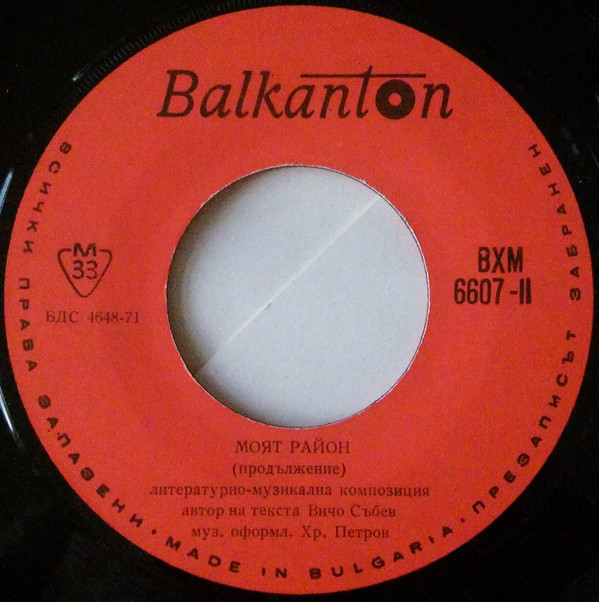 Balkanton
M
33
БДС 4648-71
ВХМ
6607-II
МОЯТ РАЙОН
(продължение)
литературно-музикална композиция
автор на текста Вичо Събев
муз. оформл. Хр. Петров
ВСИЧКИ ПРАВА ЗАПАЗЕНИ • MADE IN BULGARIA • ПРЕЗАПИСЪТ ЗАБРАНЕН